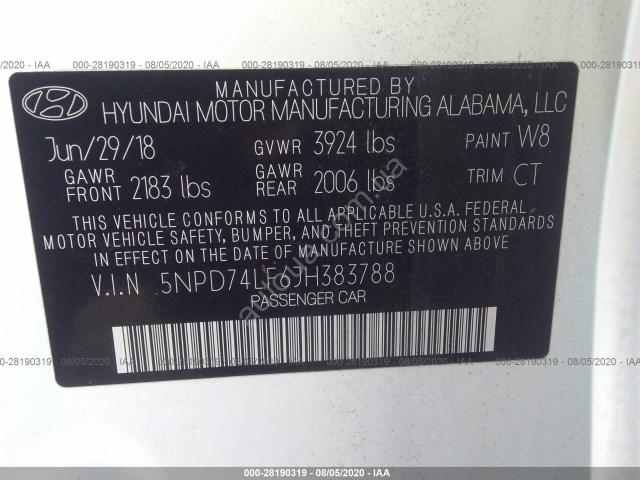 000-28190319 - 08/05/2020 - IAA
MANUFACTURED BY
HYUNDAI MOTOR MANUFACTURING ALABAMA, LLC
Jun/29/18 GVWR 3924 lbs PAINT W8
GAWR FRONT 2183 lbs GAWR REAR 2006 lbs TRIM CT
THIS VEHICLE CONFORMS TO ALL APPLICABLE U.S.A. FEDERAL
MOTOR VEHICLE SAFETY, BUMPER, AND THEFT PREVENTION STANDARDS
IN EFFECT ON THE DATE OF MANUFACTURE SHOWN ABOVE
V.I.N 5NPD74LF6JH383788
PASSENGER CAR
000-28190319 - 08/05/2020 - IAA